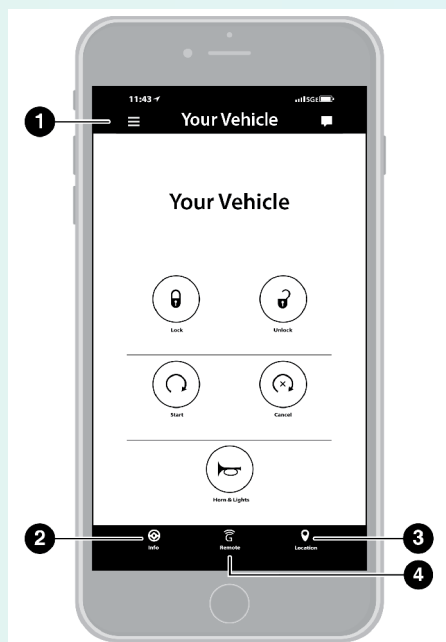 11:43 5GE
Your Vehicle
1
Your Vehicle
Lock Unlock
Start Cancel
Horn & Lights
2 3
Info Remote Location
4